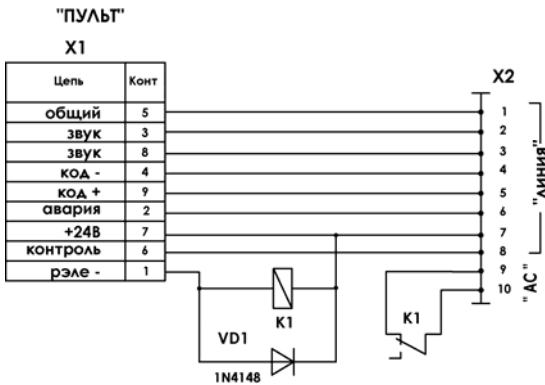 "ПУЛЬТ"
X1
Цепь Конт
общий 5
звук 3
звук 8
код - 4
код + 9
авария 2
+24В 7
контроль 6
рэле - 1
X2
1
2
3
4
5
6
7
8
9
10
"ЛИНИЯ"
"АС"
K1
K1
VD1
1N4148